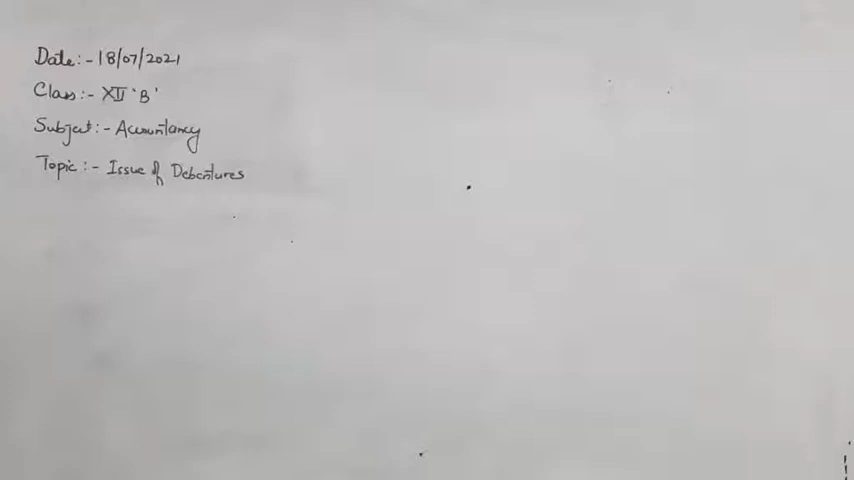 Date:- 18/07/2021
Class:- XII 'B'
Subject:- Accountancy
Topic:- Issue of Debentures